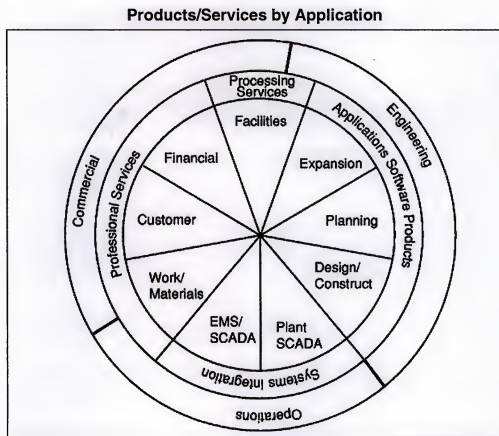 Products/Services by Application
Commercial
Engineering
Operations
Processing
Services
Applications Software Products
Professional Services
Systems Integration
Facilities
Expansion
Planning
Design/
Construct
Plant
SCADA
EMS/
SCADA
Work/
Materials
Customer
Financial